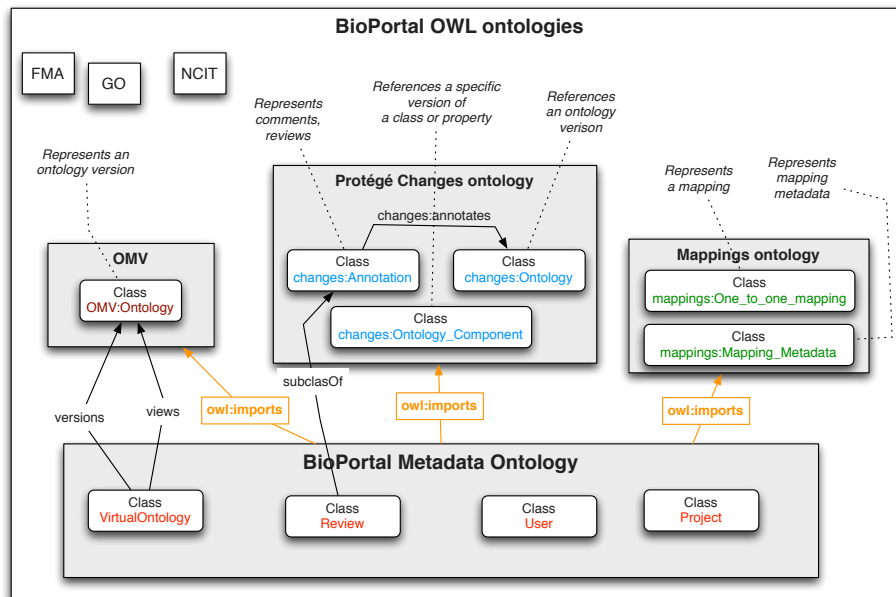 BioPortal OWL ontologies
FMA
GO
NCIT
References a specific
version of
a class or property
Represents
comments,
reviews
References
an ontology
verison
Represents an
ontology version
Represents
a mapping
Represents
mapping
metadata
Protégé Changes ontology
changes:annotates
OMV
Class
OMV:Ontology
Class
changes:Annotation
Class
changes:Ontology
Class
changes:Ontology_Component
Mappings ontology
Class
mappings:One_to_one_mapping
Class
mappings:Mapping_Metadata
subclasOf
versions
views
owl:imports
owl:imports
owl:imports
BioPortal Metadata Ontology
Class
VirtualOntology
Class
Review
Class
User
Class
Project